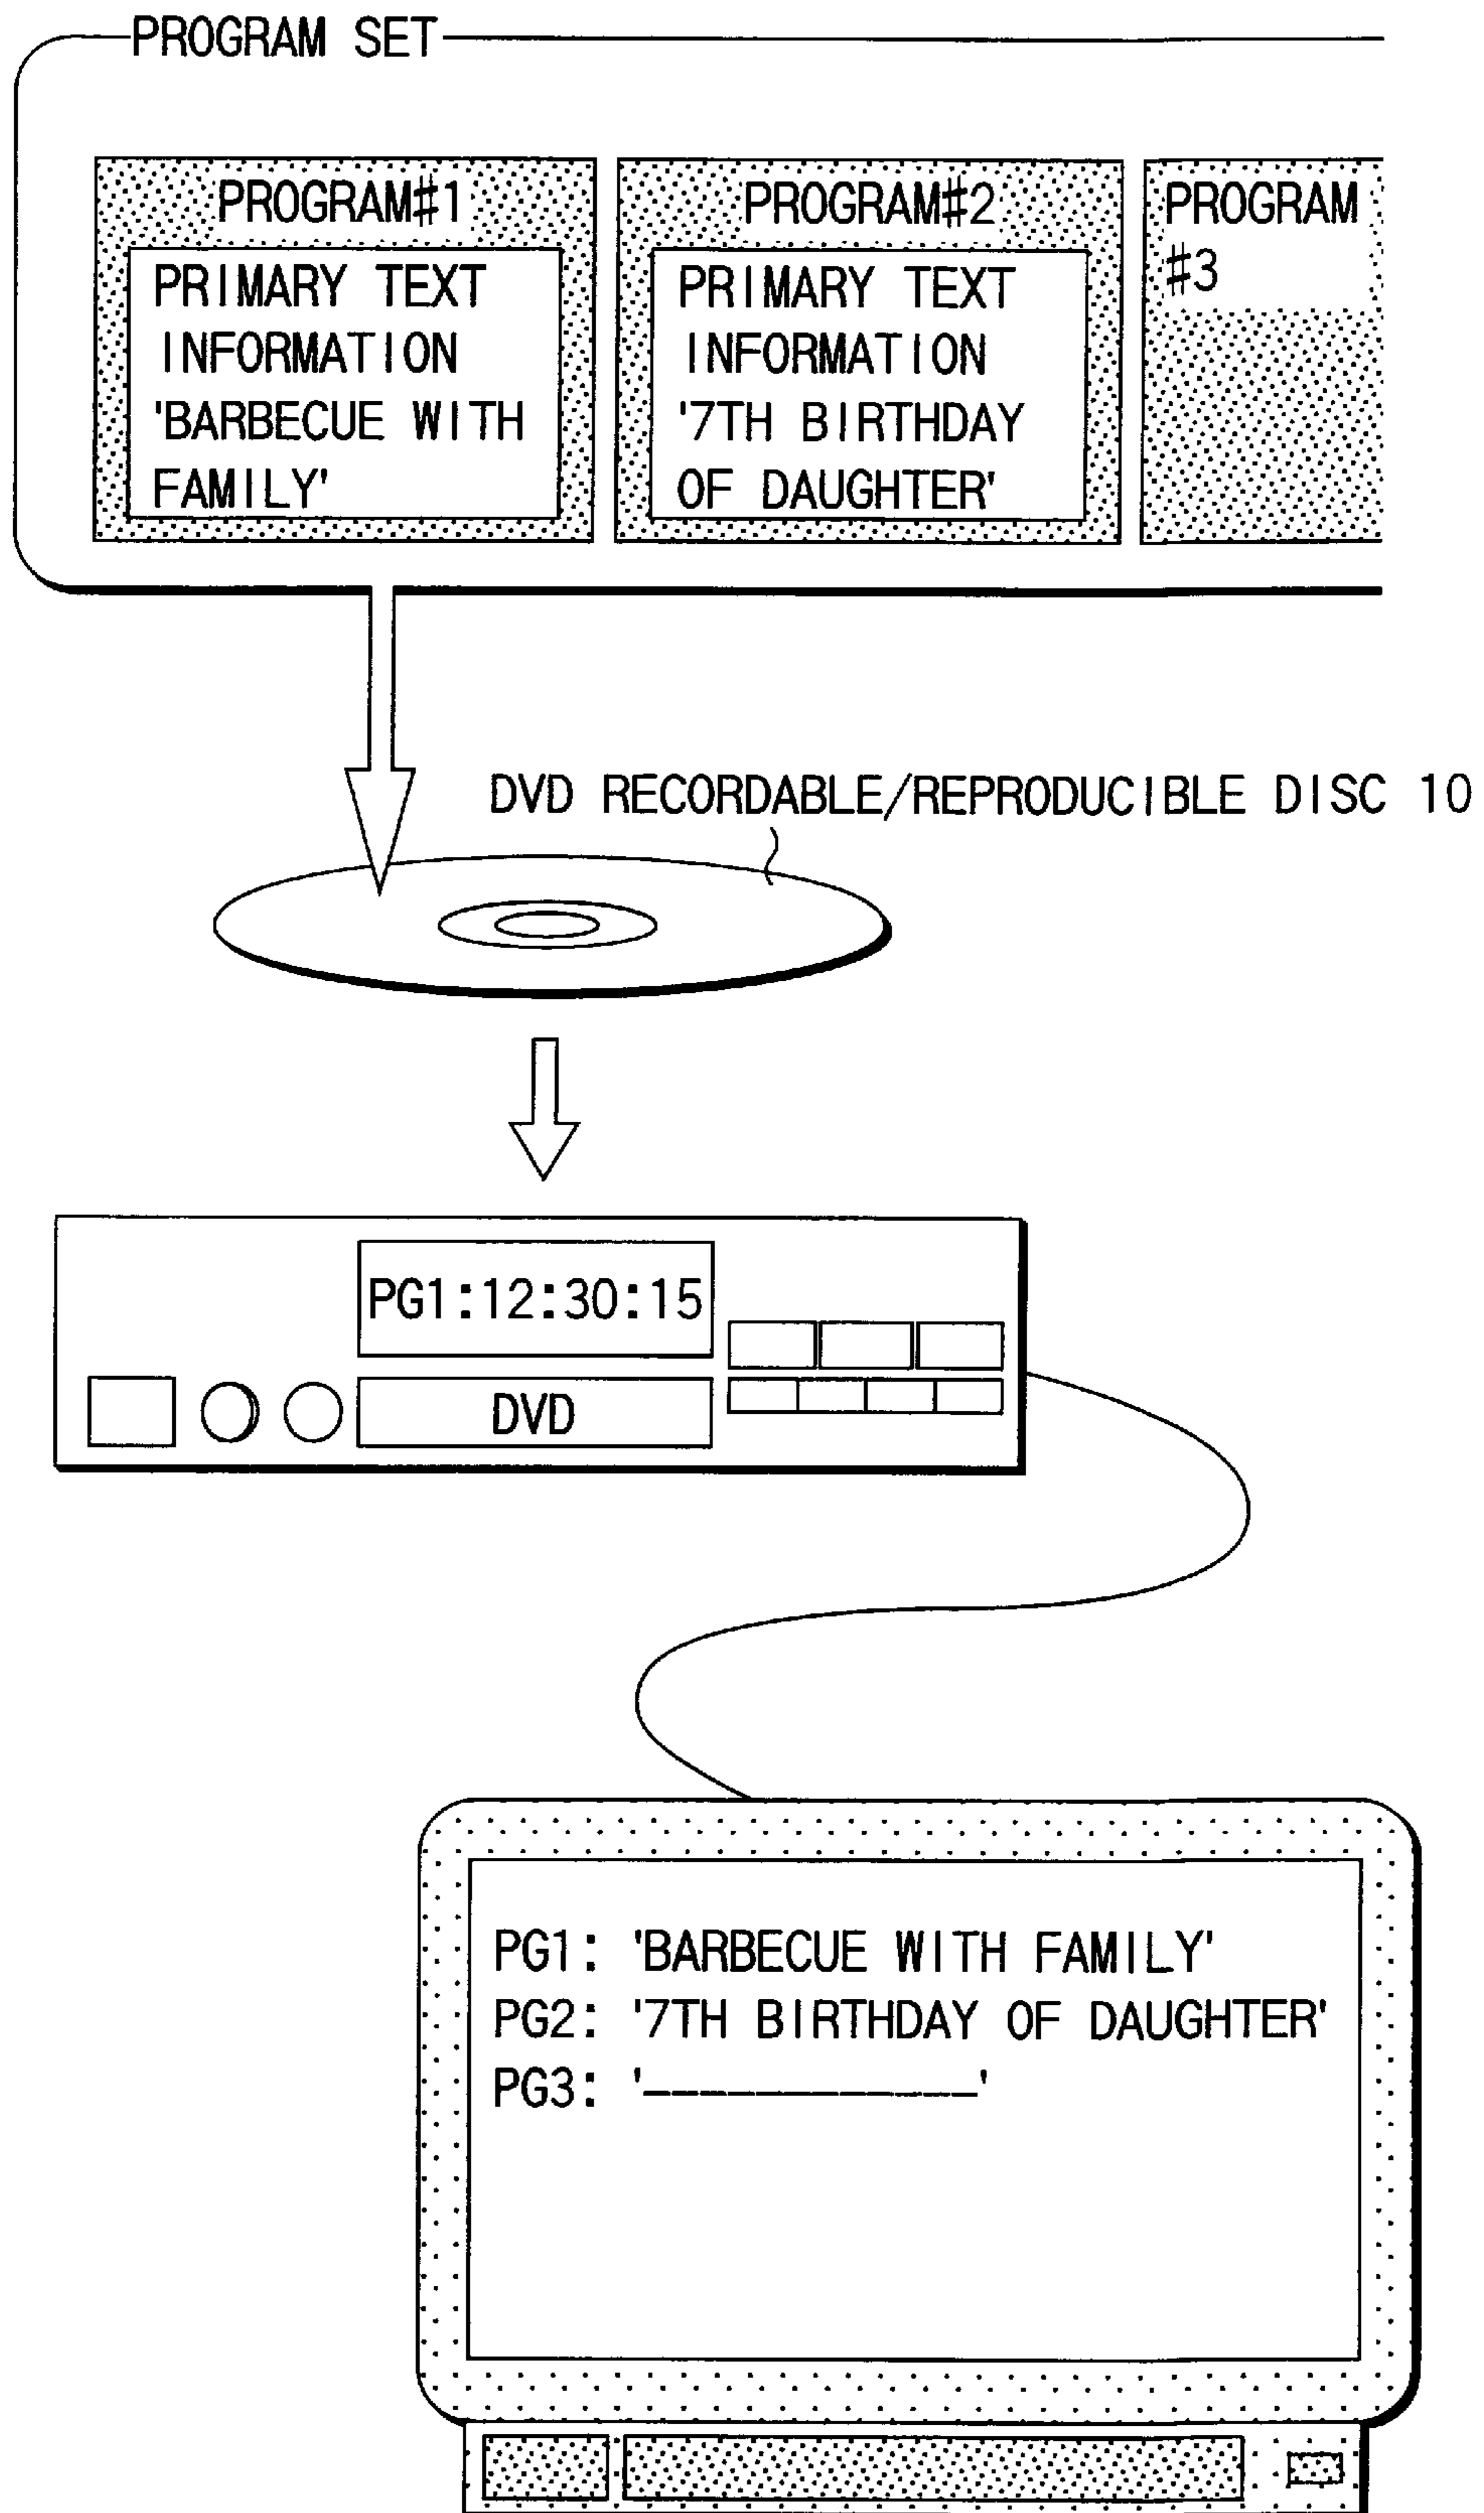 PROGRAM SET
PROGRAM#1
PRIMARY TEXT
INFORMATION
'BARBECUE WITH
FAMILY'
PROGRAM#2
PRIMARY TEXT
INFORMATION
'7TH BIRTHDAY
OF DAUGHTER'
PROGRAM
#3
DVD RECORDABLE/REPRODUCIBLE DISC 10
PG1:12:30:15
DVD
PG1: 'BARBECUE WITH FAMILY'
PG2: '7TH BIRTHDAY OF DAUGHTER'
PG3: '____________'